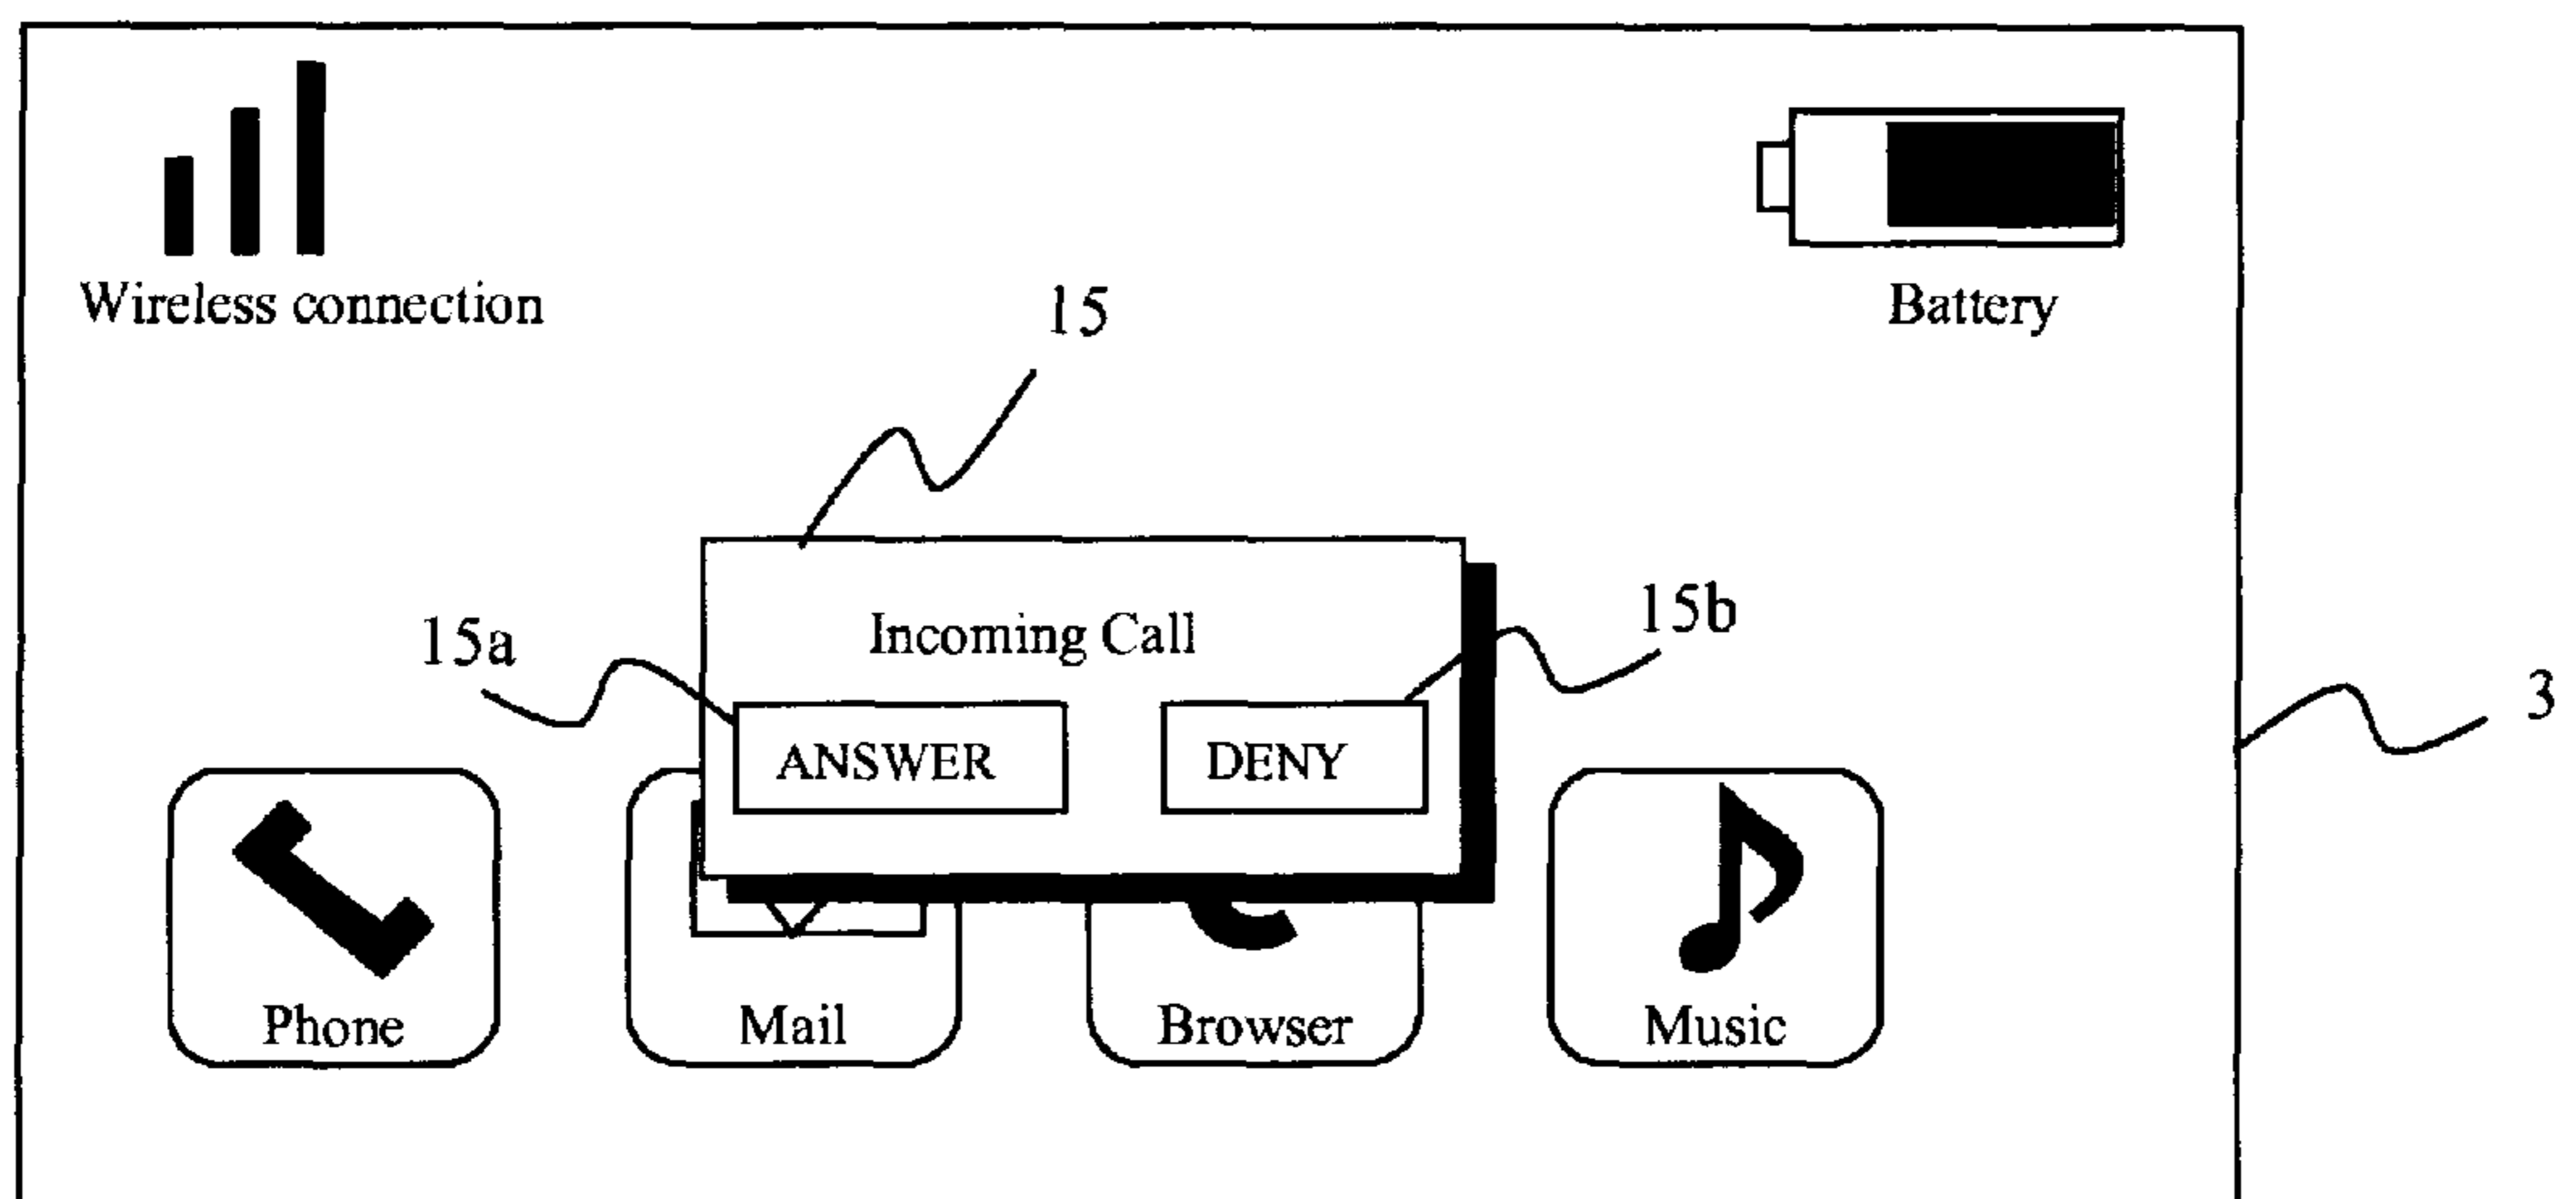 Wireless connection
Battery
15
Incoming Call
15a
15b
ANSWER
DENY
3
Phone
Mail
Browser
Music